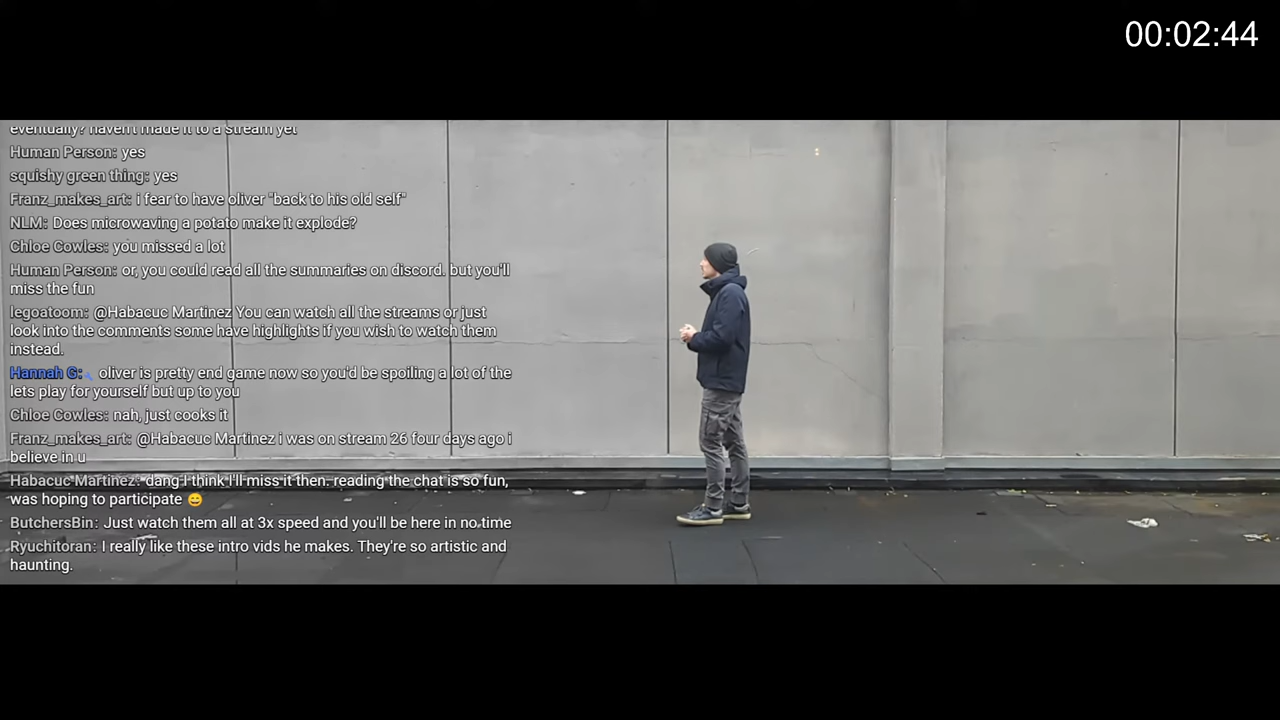 00:02:44
eventually? haven't made it to a stream yet
Human Person: yes
squishy green thing: yes
Franz_makes_art: I fear to have oliver "back to his old self"
NLM: Does microwaving a potato make it explode?
Chloe Cowles: you missed a lot
Human Person: or, you could read all the summaries on discord. but you'll
miss the fun
legoatoom: @Habacuc Martinez You can watch all the streams or just
look into the comments some have highlights if you wish to watch them
instead.
Hannah G: oliver is pretty end game now so you'd be spoiling a lot of the
lets play for yourself but up to you
Chloe Cowles: nah, just cooks it
Franz_makes_art: @Habacuc Martinez i was on stream 26 four days ago i
believe in u
Habacuc Martinez: dang I think I'll miss it then. reading the chat is so fun,
was hoping to participate 😄
ButchersBin: Just watch them all at 3x speed and you'll be here in no time
Ryuchitoran: I really like these intro vids he makes. They're so artistic and
haunting.